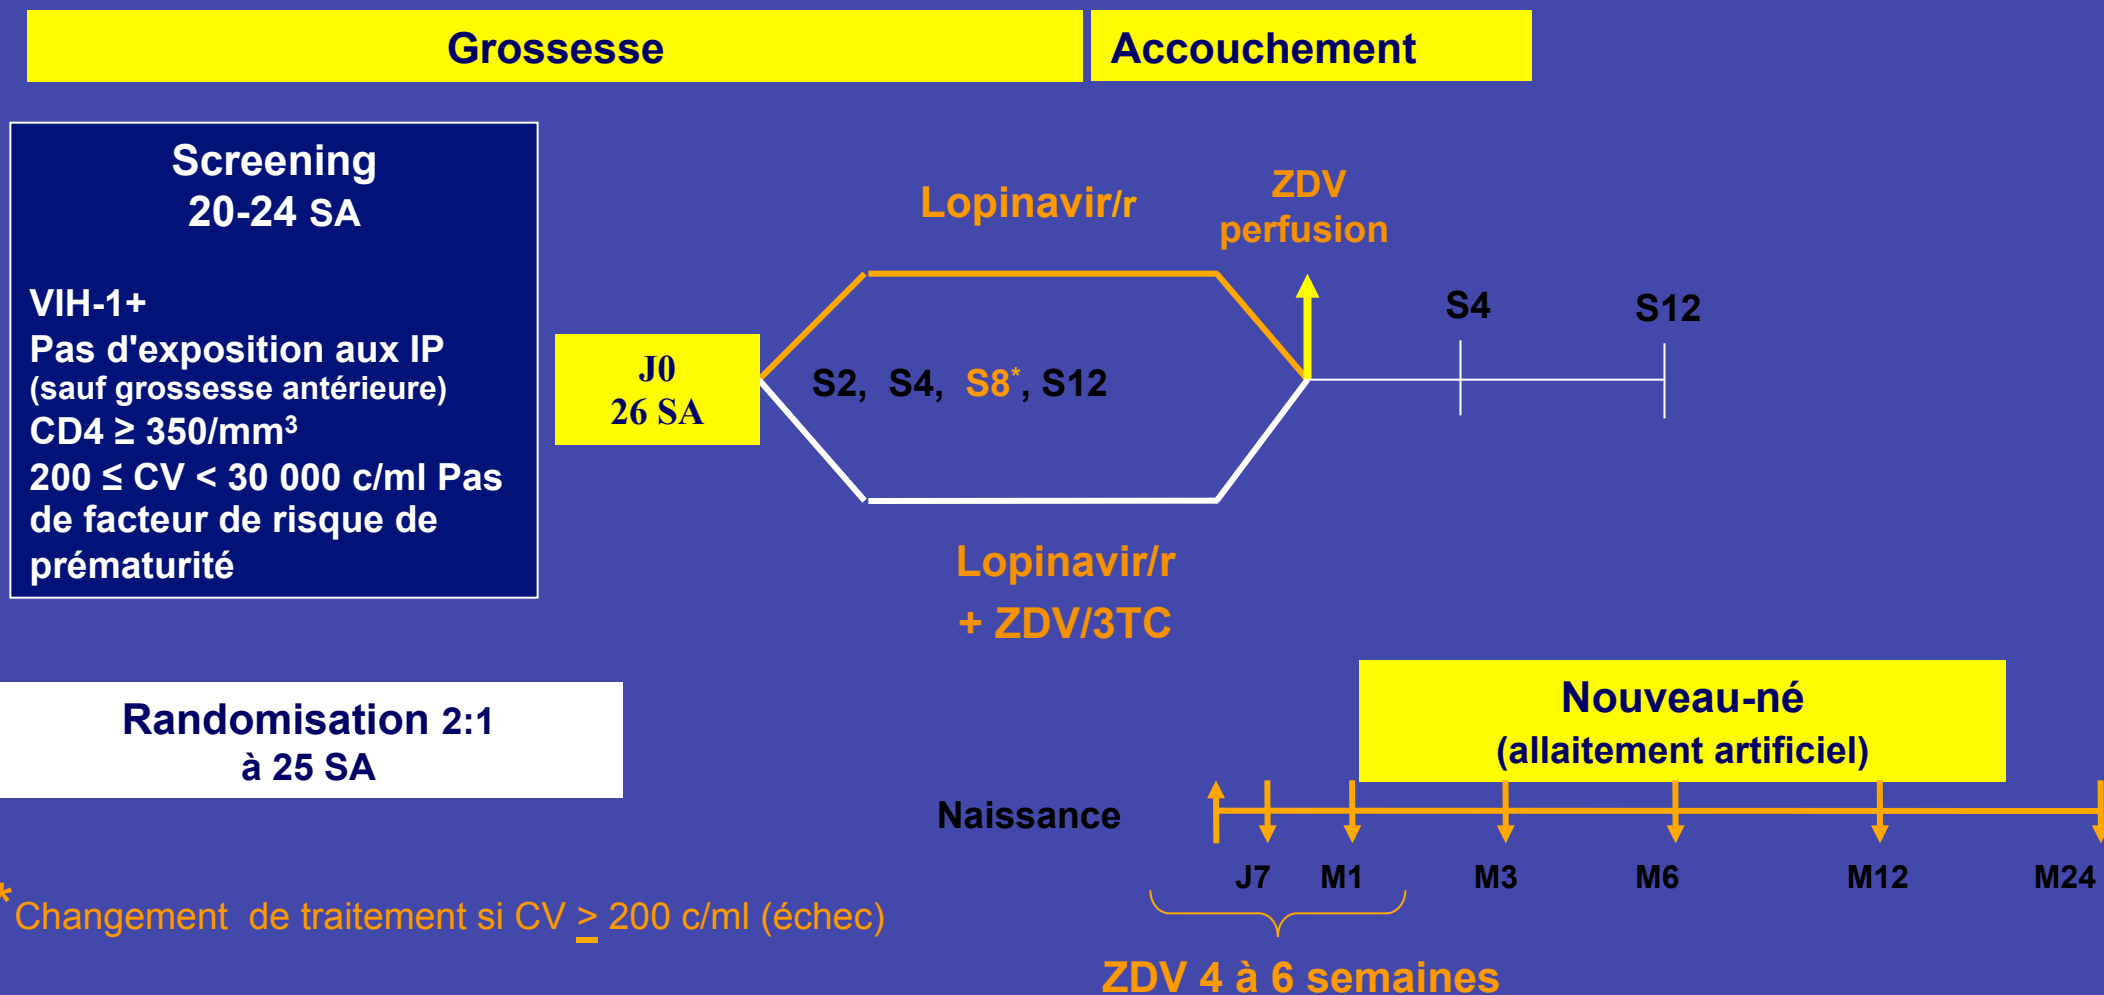 Grossesse
Accouchement
Screening
20-24 SA
VIH-1+
Pas d'exposition aux IP
(sauf grossesse antérieure)
CD4 ≥ 350/mm³
200 ≤ CV < 30 000 c/ml Pas
de facteur de risque de
prématurité
J0
26 SA
Lopinavir/r
ZDV
perfusion
S2, S4, S8*, S12
S4
S12
Lopinavir/r
+ ZDV/3TC
Randomisation 2:1
à 25 SA
Nouveau-né
(allaitement artificiel)
Naissance
J7 M1 M3 M6 M12 M24
*Changement de traitement si CV ≥ 200 c/ml (échec)
ZDV 4 à 6 semaines